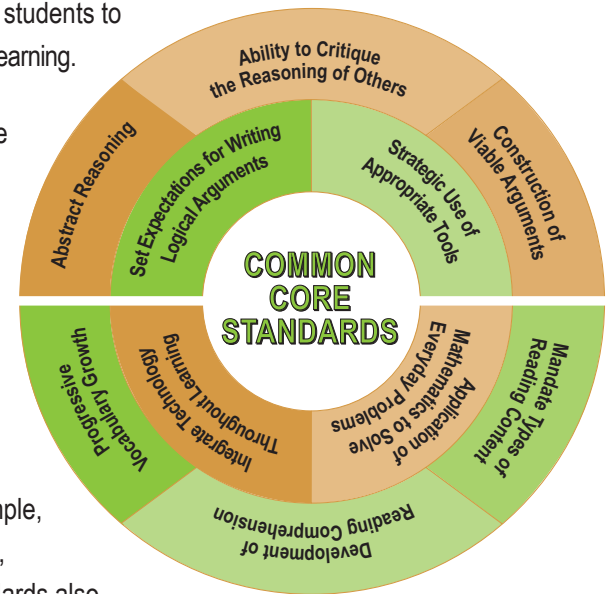 students to
earning.
e
Ability to Critique
the Reasoning of Others
Abstract Reasoning
Construction of
Viable Arguments
Set Expectations for Writing
Logical Arguments
Strategic Use of
Appropriate Tools
COMMON
CORE
STANDARDS
Progressive
Vocabulary Growth
Integrate Technology
Throughout Learning
Application of
Mathematics to Solve
Everyday Problems
Mandate Types of
Reading Content
Development of
Reading Comprehension
mple,
,
ards also